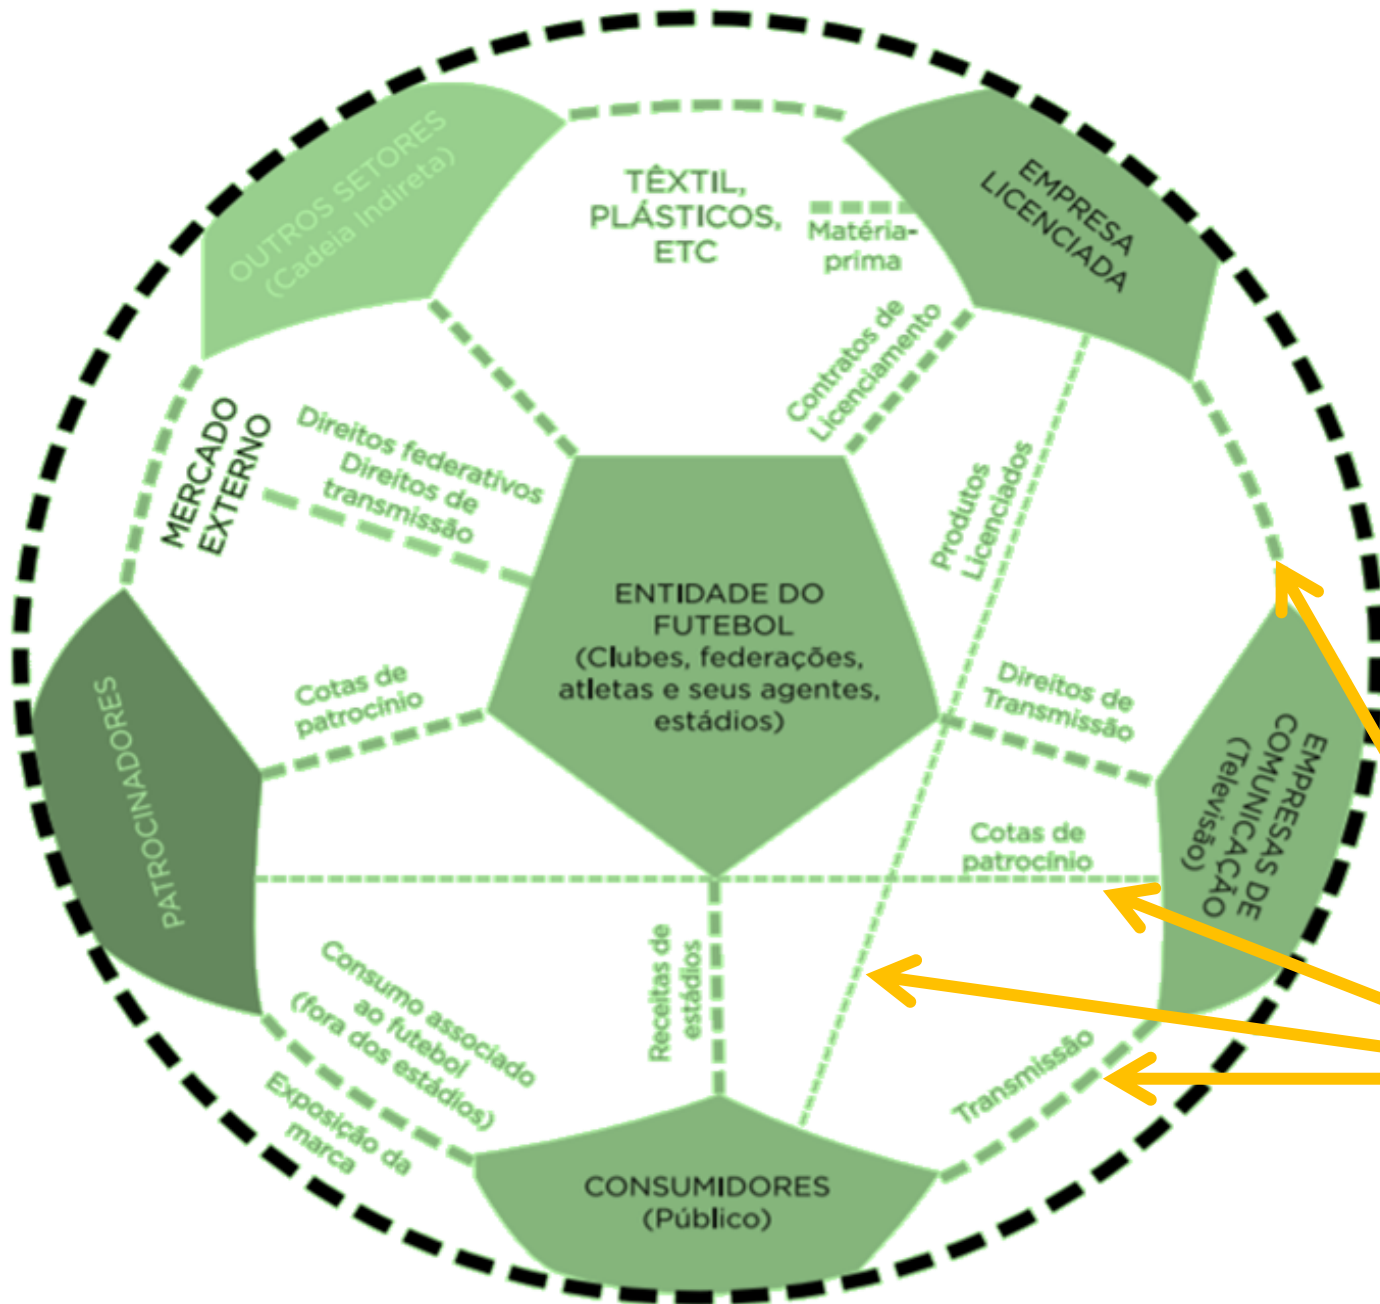 OUTROS SETORES
(Cadeia Indireta)
TÊXTIL,
PLÁSTICOS,
ETC
Matéria-
prima
EMPRESA
LICENCIADA
Contratos de
Licenciamento
MERCADO
EXTERNO
Direitos federativos
Direitos de
transmissão
Produtos
Licenciados
ENTIDADE DO
FUTEBOL
(Clubes, federações,
atletas e seus agentes,
estádios)
Cotas de
patrocínio
Direitos de
Transmissão
PATROCINADORES
EMPRESAS DE
COMUNICAÇÃO
(Televisão)
Cotas de
patrocínio
Receitas de
estádios
Consumo associado
ao futebol
(fora dos estádios)
Exposição da
marca
Transmissão
CONSUMIDORES
(Público)